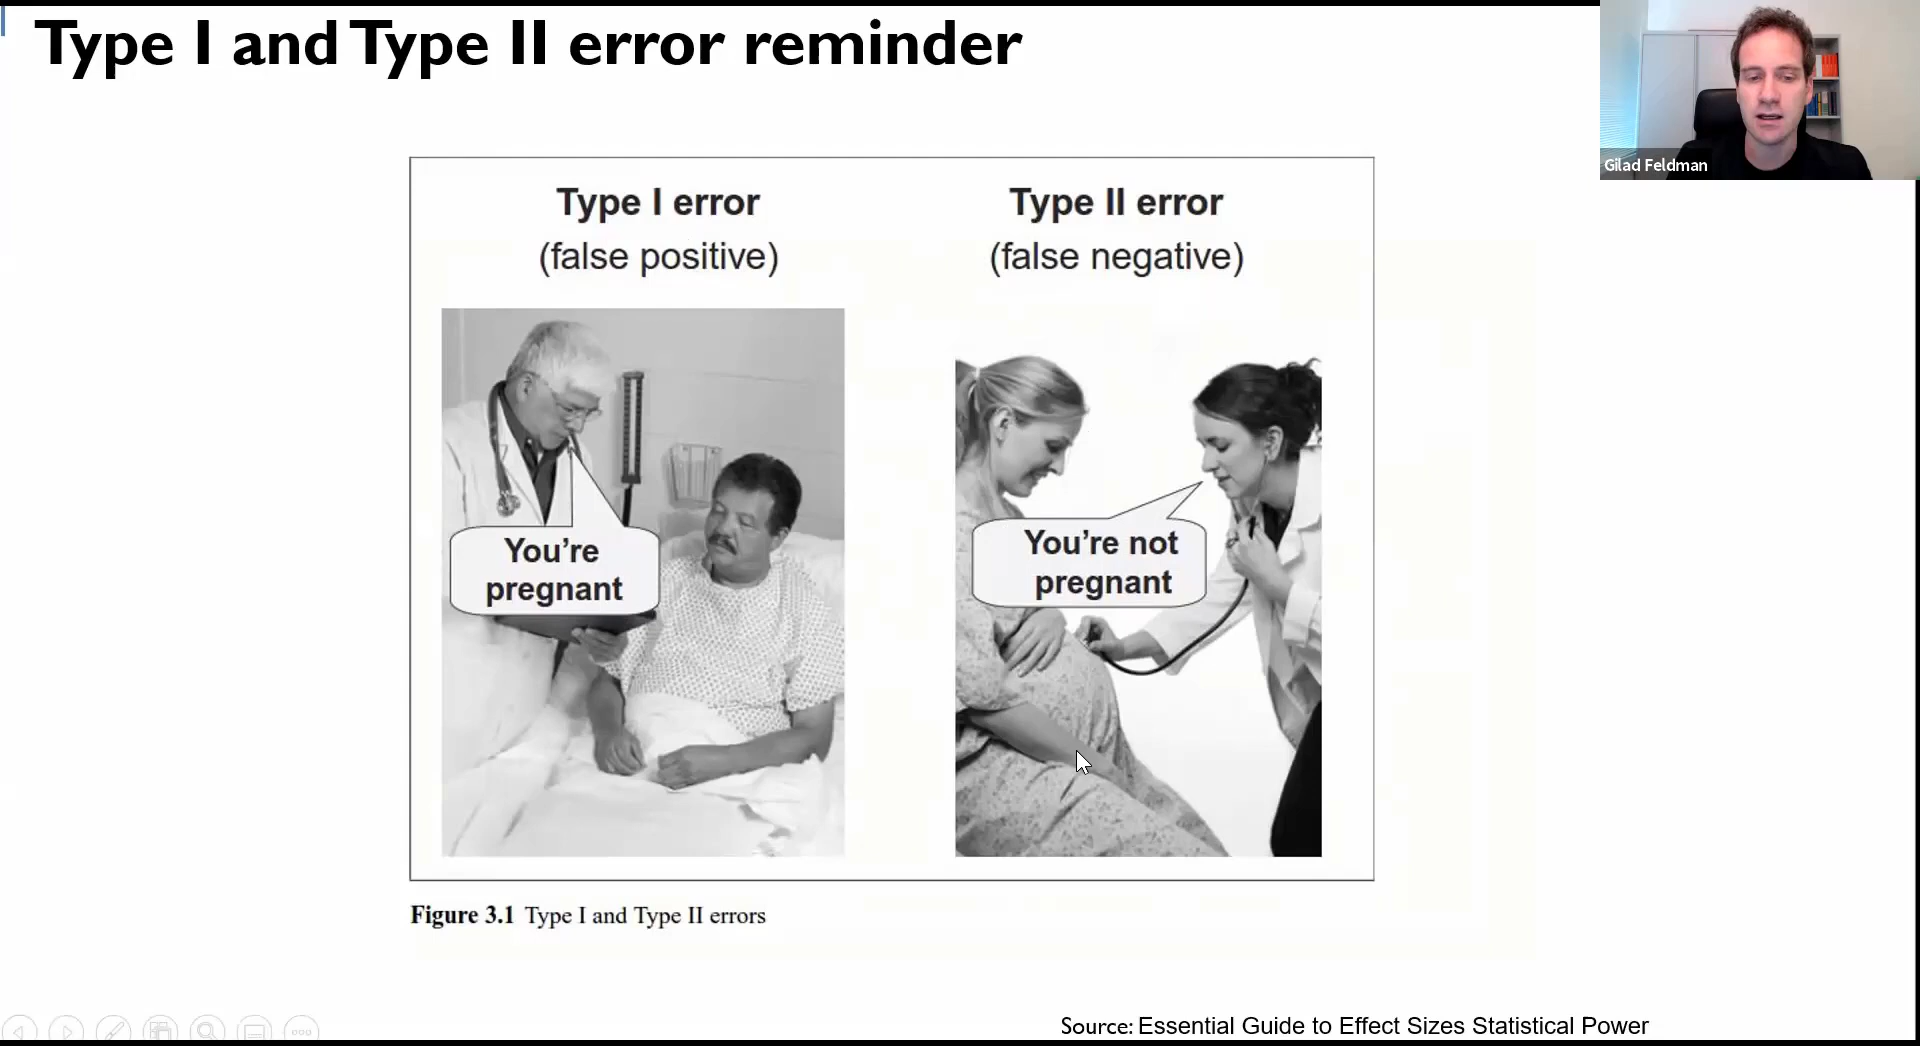 Type I and Type II error reminder
Gilad Feldman
Type I error
(false positive)
Type II error
(false negative)
You’re
pregnant
You’re not
pregnant
Figure 3.1 Type I and Type II errors
Source: Essential Guide to Effect Sizes Statistical Power